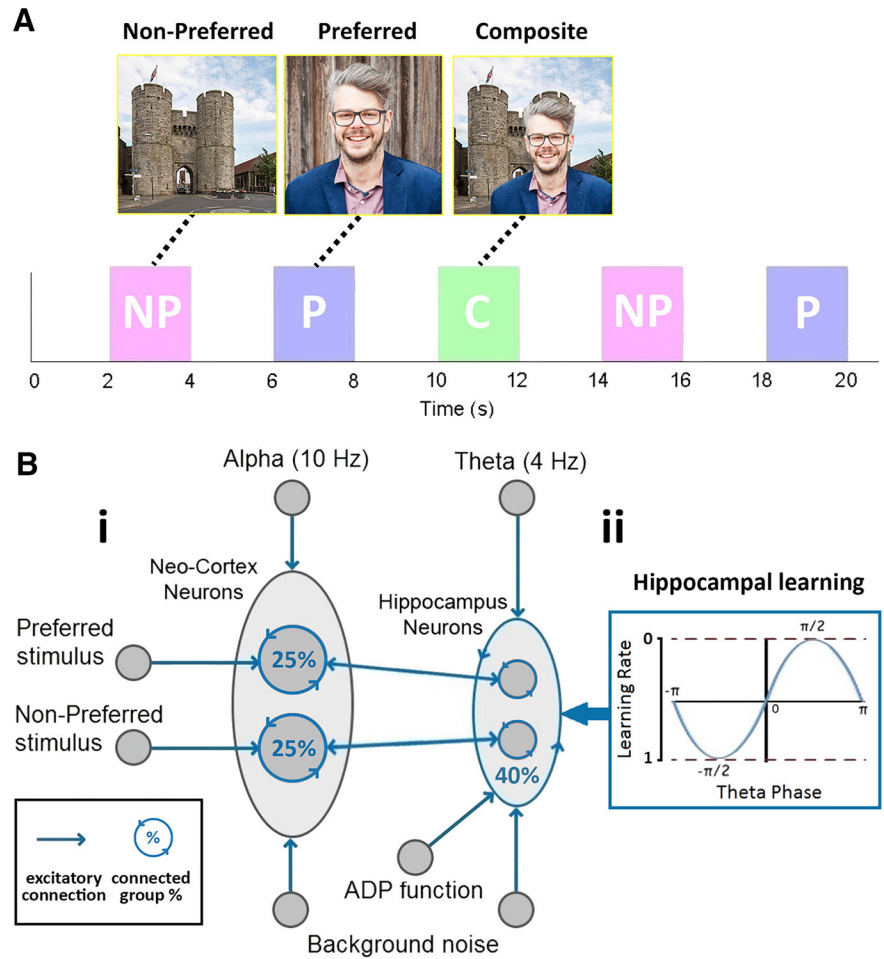 A
Non-Preferred Preferred Composite
NP P C NP P
0 2 4 6 8 10 12 14 16 18 20
Time (s)
B
Alpha (10 Hz) Theta (4 Hz)
i ii
Neo-Cortex
Neurons
Hippocampus
Neurons
Preferred
stimulus
25%
Non-Preferred
stimulus
25%
40%
ADP function
Background noise
%
excitatory
connection
connected
group %
Hippocampal learning
Learning Rate
0
1
π/2
-π
0
π
-π/2
Theta Phase